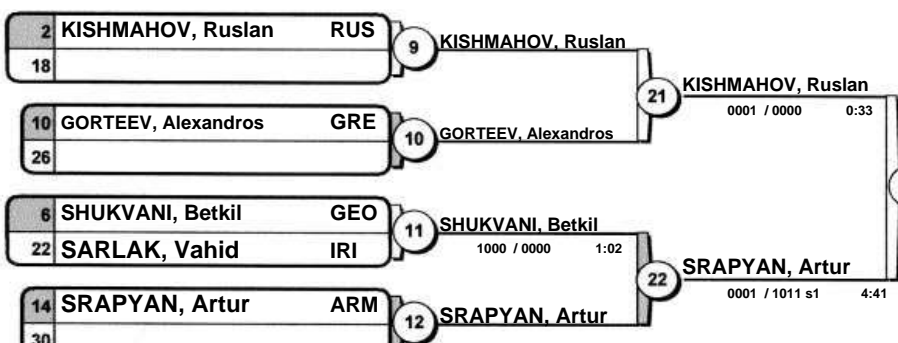 2 KISHMAHOV, Ruslan RUS
18
9
KISHMAHOV, Ruslan
10 GORTEEV, Alexandros GRE
26
10
GORTEEV, Alexandros
21
KISHMAHOV, Ruslan
0001 / 0000 0:33
6 SHUKVANI, Betkil GEO
22 SARLAK, Vahid IRI
11
SHUKVANI, Betkil
1000 / 0000 1:02
14 SRAPYAN, Artur ARM
30
12
SRAPYAN, Artur
22
SRAPYAN, Artur
0001 / 1011 s1 4:41